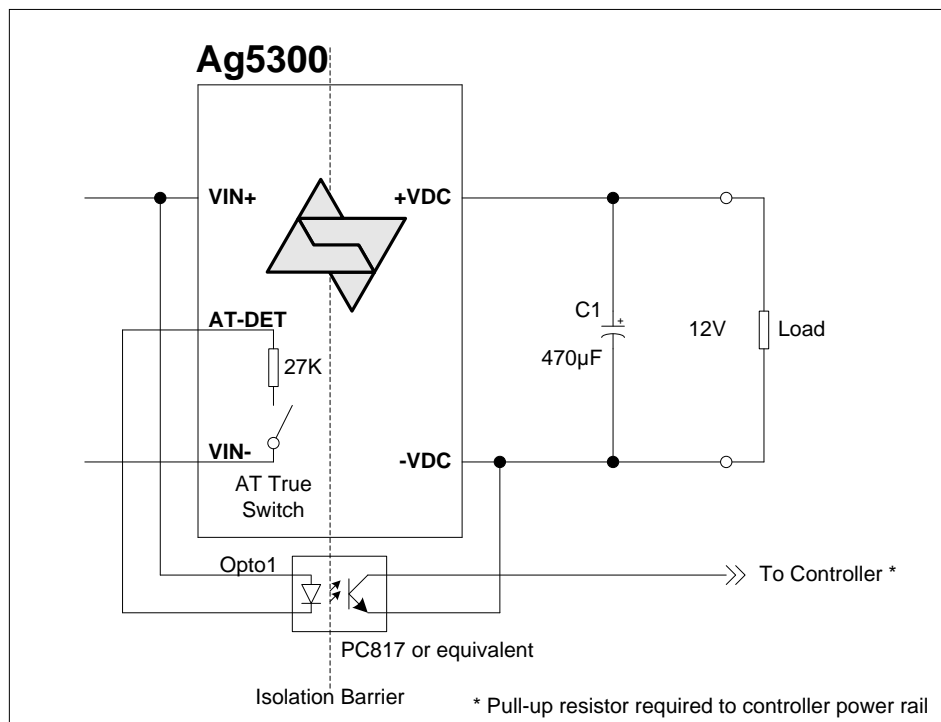 Ag5300
VIN+
+VDC
AT-DET
27K
C1
+
470µF
12V
Load
VIN-
-VDC
AT True
Switch
Opto1
To Controller *
PC817 or equivalent
Isolation Barrier
* Pull-up resistor required to controller power rail